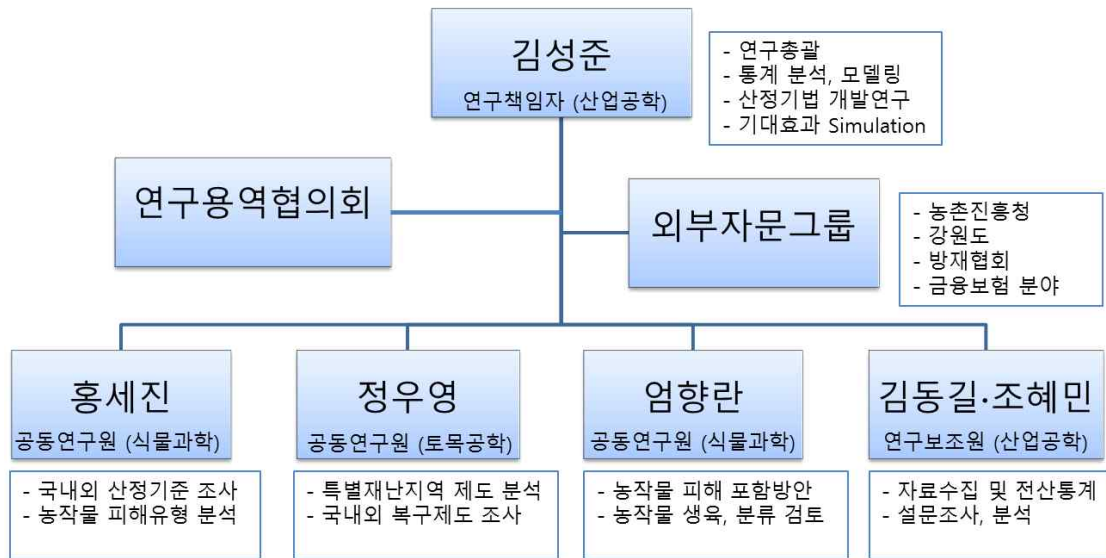 김성준
연구책임자 (산업공학)
- 연구총괄
- 통계 분석, 모델링
- 산정기법 개발연구
- 기대효과 Simulation
연구용역협의회
외부자문그룹
- 농촌진흥청
- 강원도
- 방재협회
- 금융보험 분야
홍세진
공동연구원 (식물과학)
- 국내외 산정기준 조사
- 농작물 피해유형 분석
정우영
공동연구원 (토목공학)
- 특별재난지역 제도 분석
- 국내외 복구제도 조사
엄향란
공동연구원 (식물과학)
- 농작물 피해 포함방안
- 농작물 생육, 분류 검토
김동길·조혜민
연구보조원 (산업공학)
- 자료수집 및 전산통계
- 설문조사, 분석